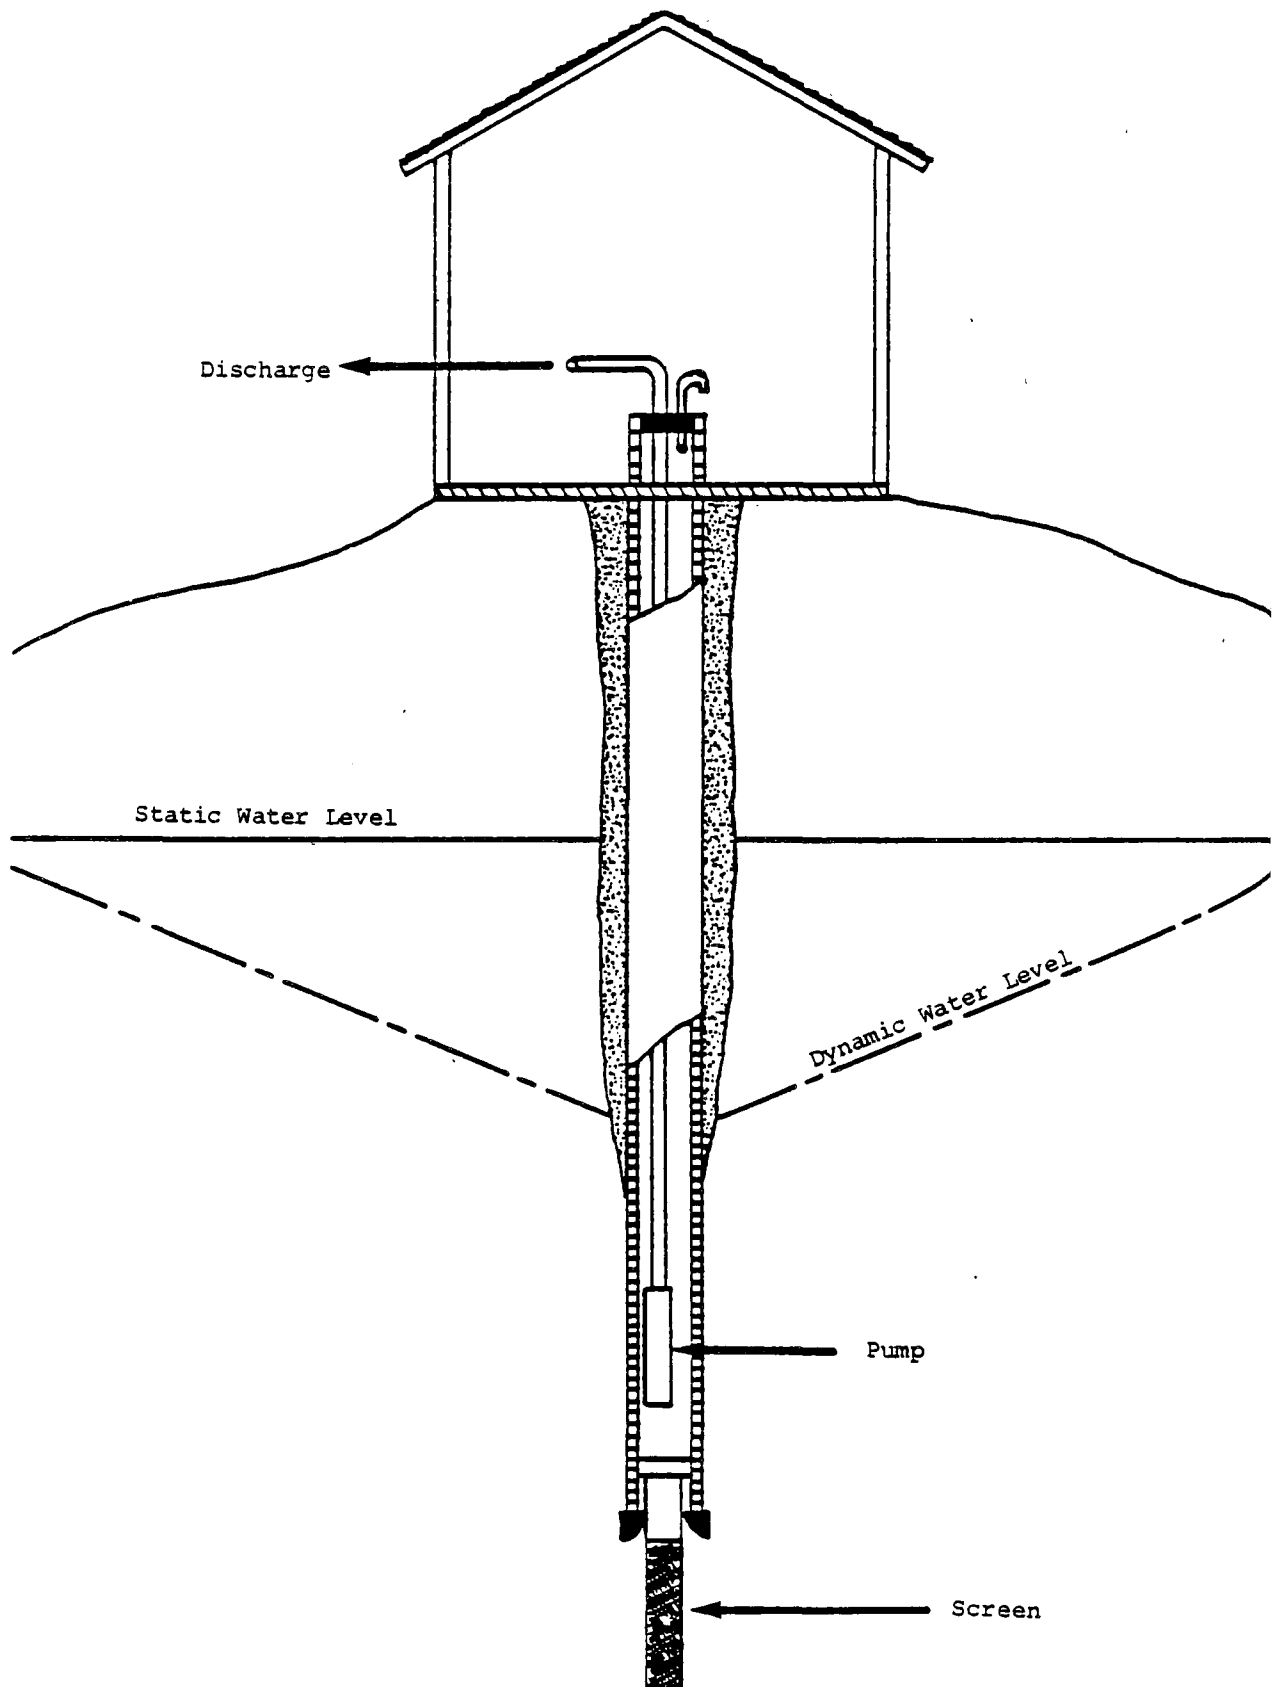 Discharge
Static Water Level
Dynamic Water Level
Pump
Screen